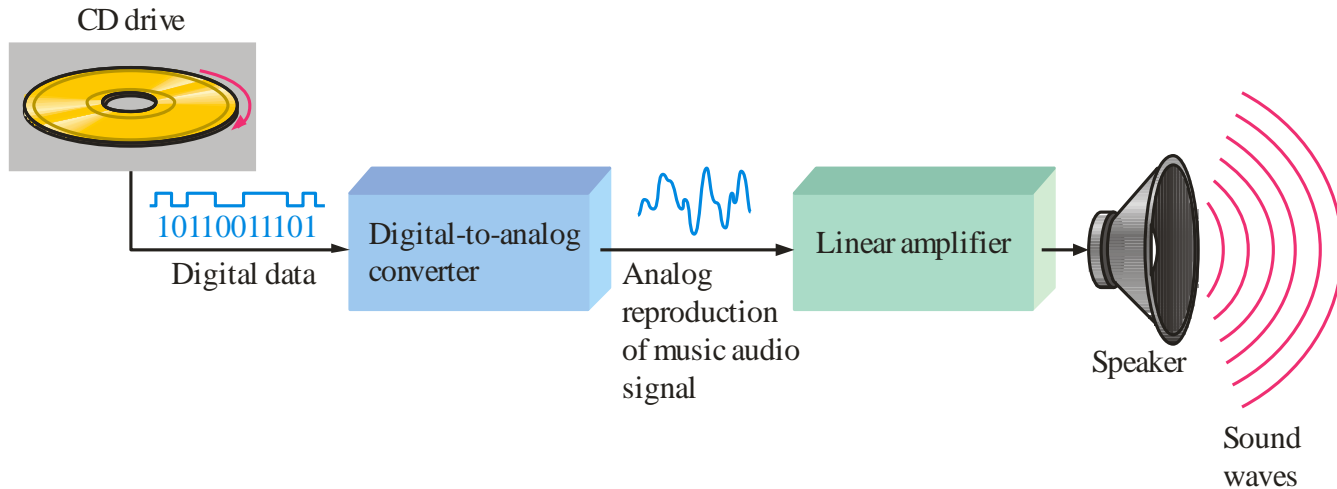 CD drive
10110011101
Digital data
Digital-to-analog
converter
Analog
reproduction
of music audio
signal
Linear amplifier
Speaker
Sound
waves